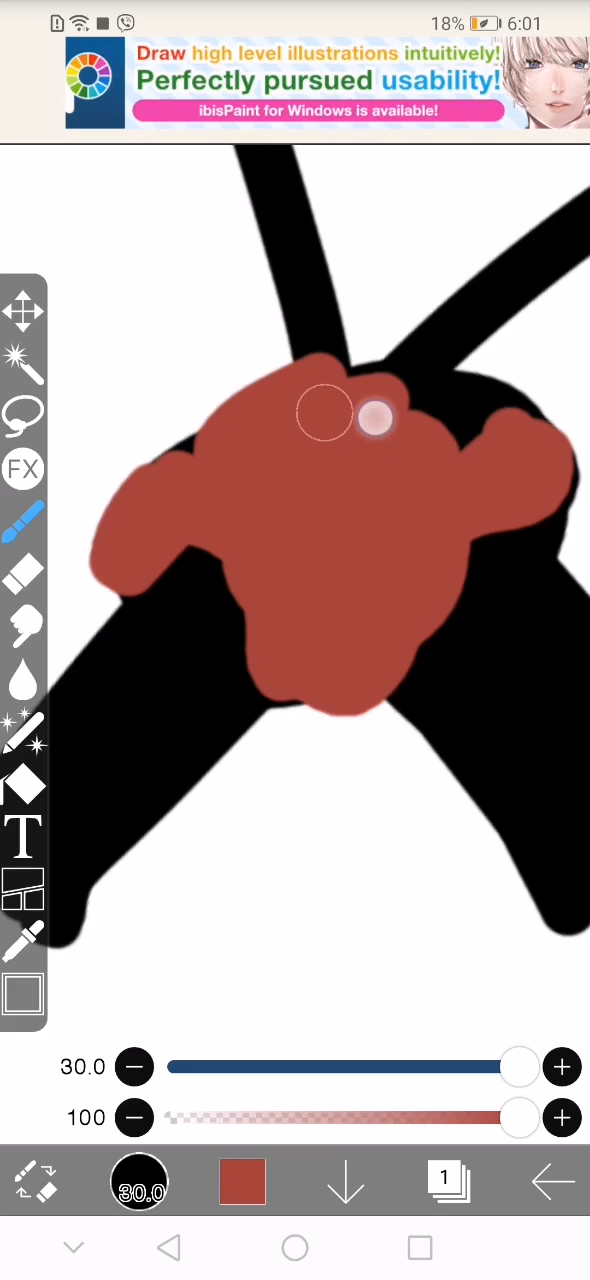 18% 6:01
Draw high level illustrations intuitively!
Perfectly pursued usability!
ibisPaint for Windows is available!
FX
T
30.0
100
30.0
1